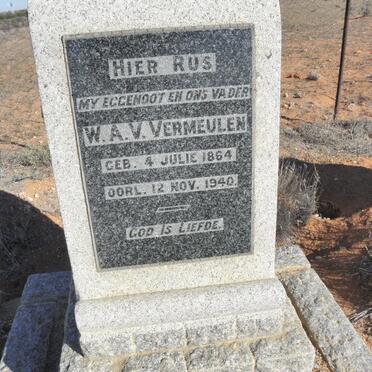 HIER RUS
MY EGGENOOT EN ONS VADER
W.A.V. VERMEULEN
GEB. 4 JULIE 1864
OORL. 12 NOV. 1940.
GOD IS LIEFDE.